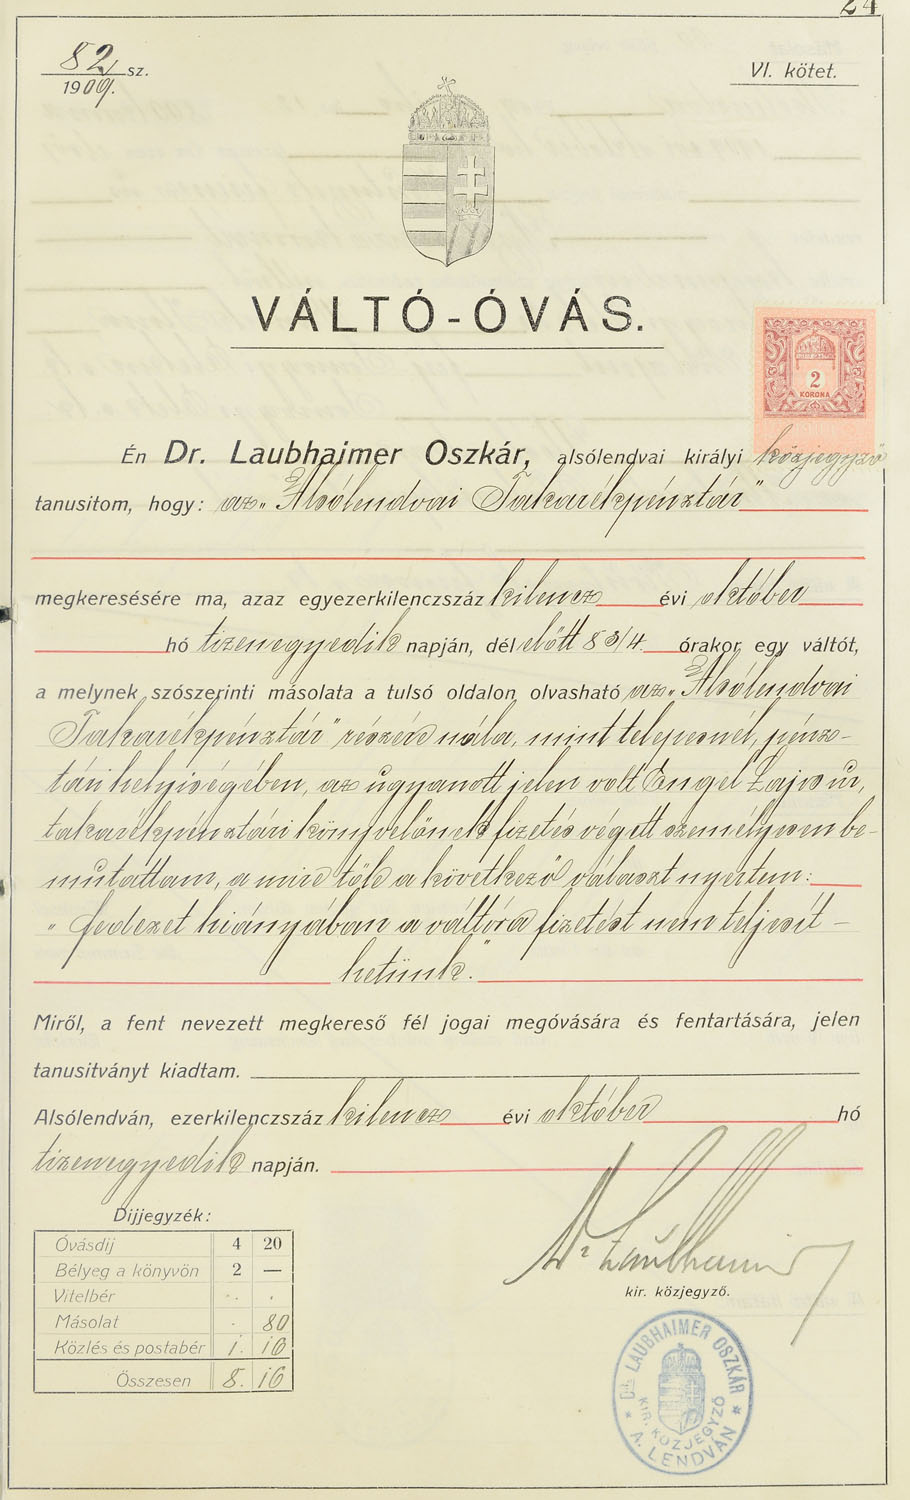 24
82 sz.
1909.
VI. kötet.
VÁLTÓ-ÓVÁS.
2
KORONA
Én Dr. Laubhaimer Oszkár, alsólendvai királyi közjegyző
tanusitom, hogy: az „Alsólendvai Takarékpénztár”
megkeresésére ma, azaz egyezerkilenczszáz kilencz évi október
hó tizenegyedik napján, dél előtt 8 3/4. órakor egy váltót,
a melynek szószerinti másolata a tulsó oldalon olvasható az „Alsólendvai
Takarékpénztár” részére nála, mint telepesnél, pénz-
tári helyiségében, az ugyanott jelen volt Engel Lajos úr,
takarékpénztári könyvelőnek fizetés végett személyesen be-
mutattam, a mire tőle a következő választ nyertem:
„fedezet hiányában a váltóra fizetést nem teljesít-
hetünk.”
Miről, a fent nevezett megkereső fél jogai megóvására és fentartására, jelen
tanusitványt kiadtam.
Alsólendván, ezerkilenczszáz kilencz évi október hó
tizenegyedik napján.
Díjjegyzék:
Óvásdij 4 20
Bélyeg a könyvön 2 —
Vitelbér . .
Másolat . 80
Közlés és postabér 1. 10
Összesen 8. 10
Dr Laubhaimer
kir. közjegyző.
DR. LAUBHAIMER OSZKÁR
KIR. KÖZJEGYZŐ
* A. LENDVÁN *